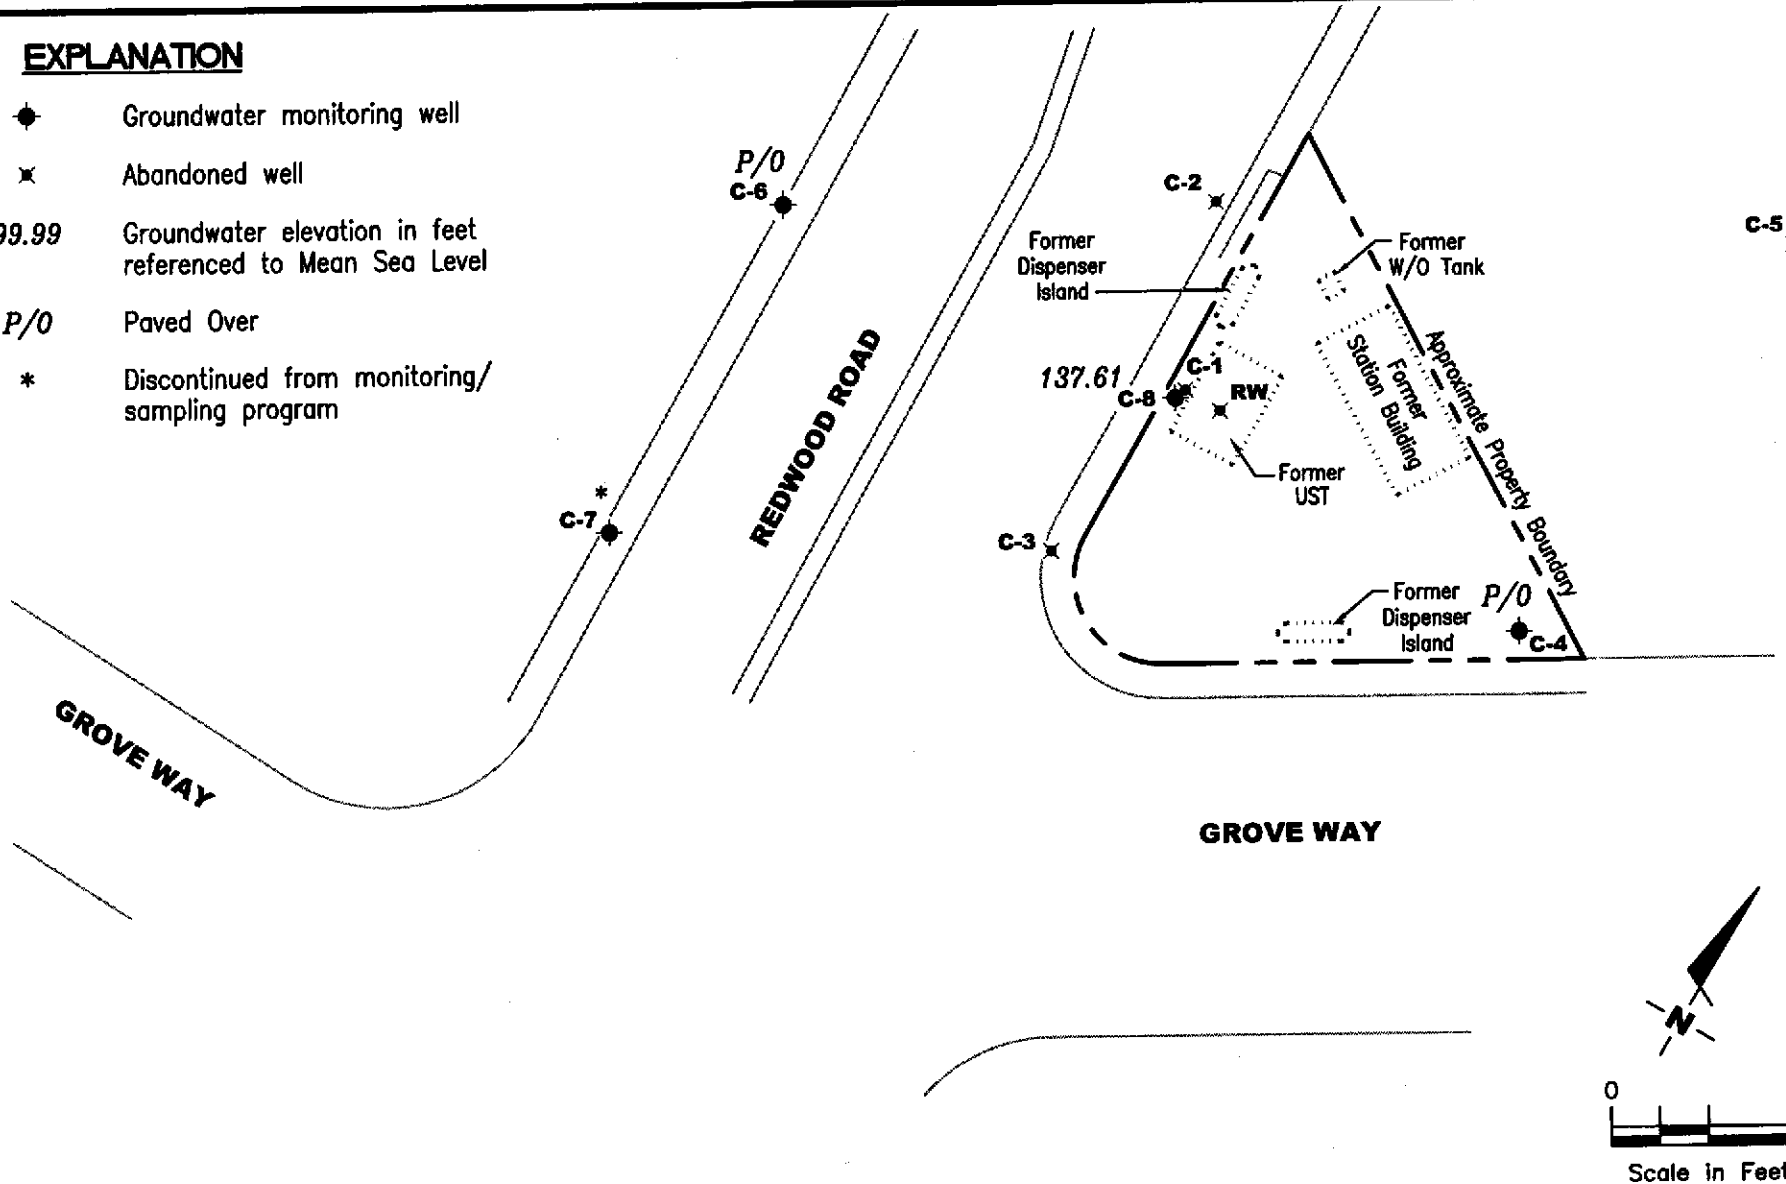 EXPLANATION
Groundwater monitoring well
Abandoned well
99.99 Groundwater elevation in feet
referenced to Mean Sea Level
P/O Paved Over
* Discontinued from monitoring/
sampling program
P/O
C-6
C-2
C-5
Former
Dispenser
Island
Former
W/O Tank
137.61
C-8
C-1
RW
Former
UST
Former
Station Building
Approximate Property Boundary
REDWOOD ROAD
*
C-7
C-3
Former
Dispenser
Island
P/O
C-4
GROVE WAY
GROVE WAY
N
0
Scale in Feet